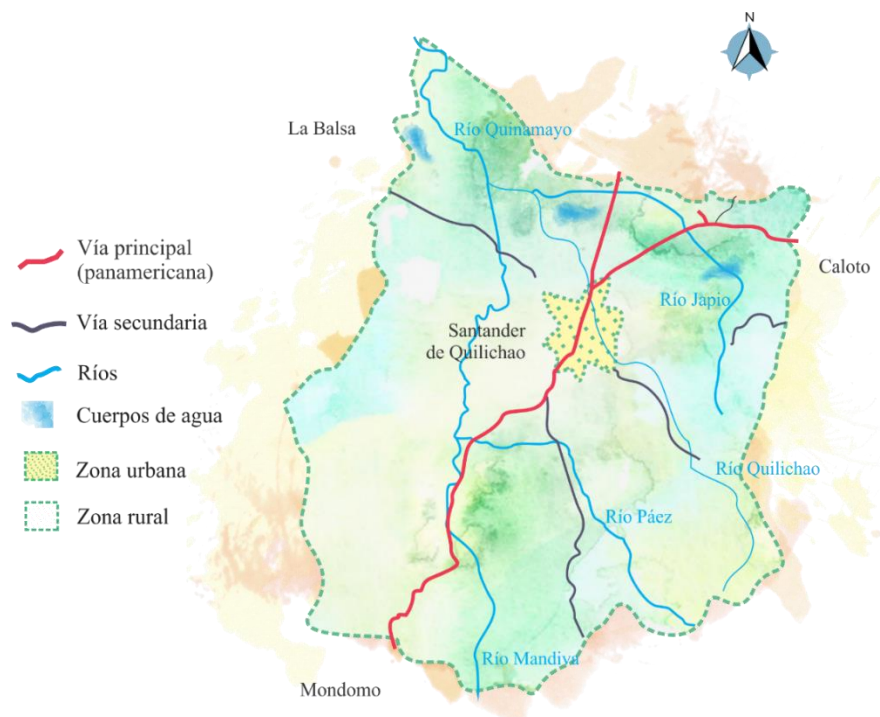 N
La Balsa
Río Quinamayo
Vía principal
(panamericana)
Vía secundaria
Ríos
Cuerpos de agua
Zona urbana
Zona rural
Caloto
Río Japio
Santander
de Quilichao
Río Quilichao
Río Páez
Río Mandiva
Mondomo